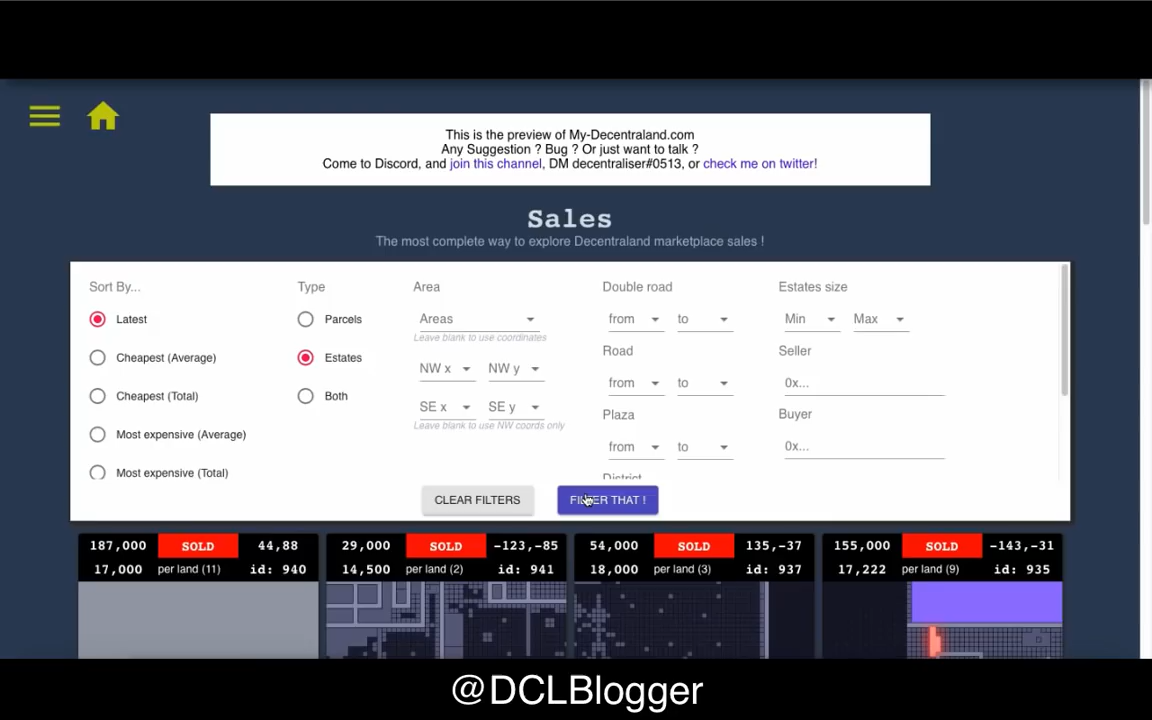 This is the preview of My-Decentraland.com
Any Suggestion ? Bug ? Or just want to talk ?
Come to Discord, and join this channel, DM decentraliser#0513, or check me on twitter!
Sales
The most complete way to explore Decentraland marketplace sales !
Sort By...
Latest
Cheapest (Average)
Cheapest (Total)
Most expensive (Average)
Most expensive (Total)
Type
Parcels
Estates
Both
Area
Areas
Leave blank to use coordinates
NW x NW y
SE x SE y
Leave blank to use NW coords only
Double road
from to
Road
from to
Plaza
from to
District
Estates size
Min Max
Seller
0x...
Buyer
0x...
CLEAR FILTERS FILTER THAT !
187,000 SOLD 44,88
17,000 per land (11) id: 940
29,000 SOLD -123,-85
14,500 per land (2) id: 941
54,000 SOLD 135,-37
18,000 per land (3) id: 937
155,000 SOLD -143,-31
17,222 per land (9) id: 935
@DCLBlogger